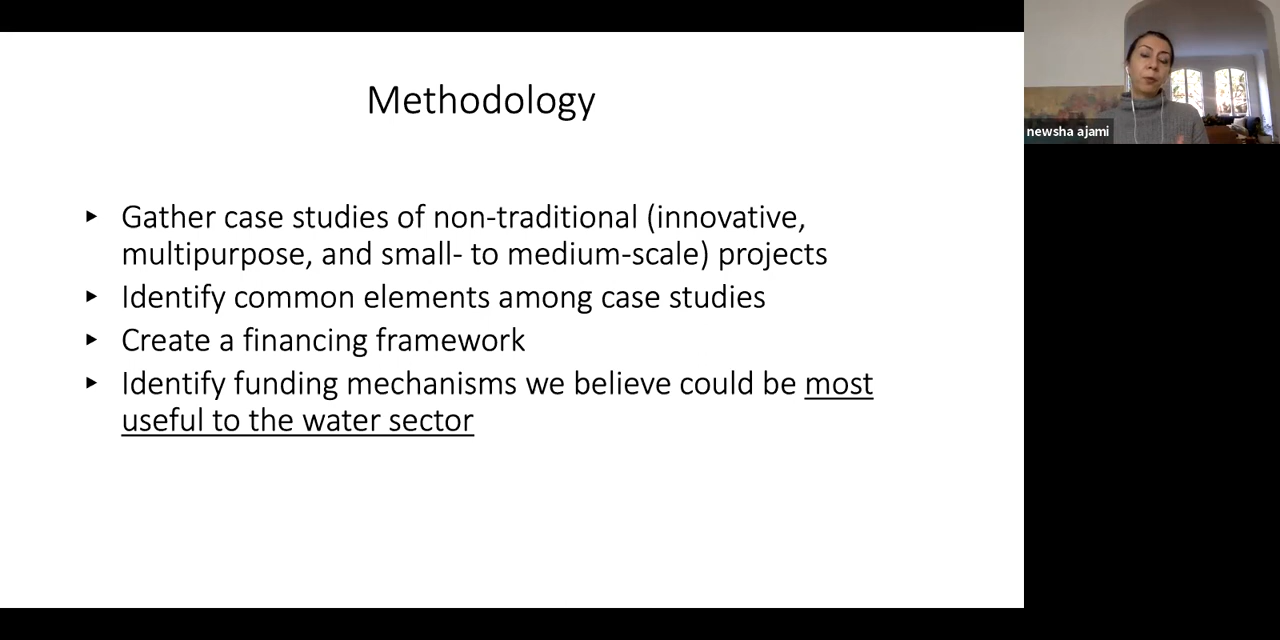 Methodology
Gather case studies of non-traditional (innovative,
multipurpose, and small- to medium-scale) projects
Identify common elements among case studies
Create a financing framework
Identify funding mechanisms we believe could be most
useful to the water sector
newsha ajami